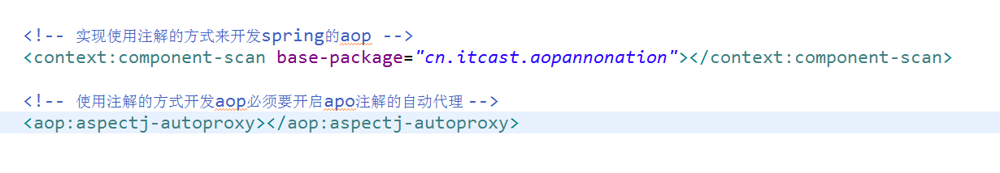 <!-- 实现使用注解的方式来开发spring的aop -->
<context:component-scan base-package="cn.itcast.aopannonation"></context:component-scan>
<!-- 使用注解的方式开发aop必须要开启apo注解的自动代理 -->
<aop:aspectj-autoproxy></aop:aspectj-autoproxy>